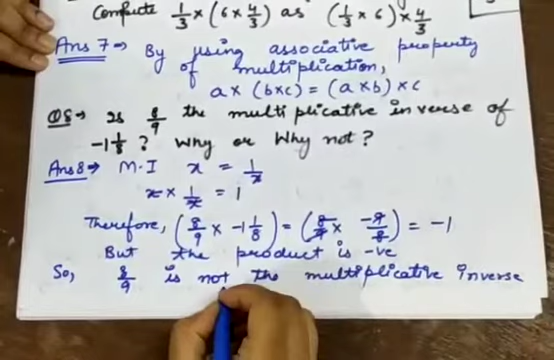 Compute 1/3 × (6 × 4/3) as (1/3 × 6) × 4/3
Ans 7 ⇒ By using associative property
of multiplication,
a × (b×c) = (a×b) × c
Q8 ⇒ Is 8/9 the multiplicative inverse of
-1 1/8 ? Why or Why not ?
Ans 8 ⇒ M.I x = 1/x
x × 1/x = 1
Therefore, (8/9 × -1 1/8) = (8/9 × -9/8) = -1
But the product is -ve
So, 8/9 is not the multiplicative inverse